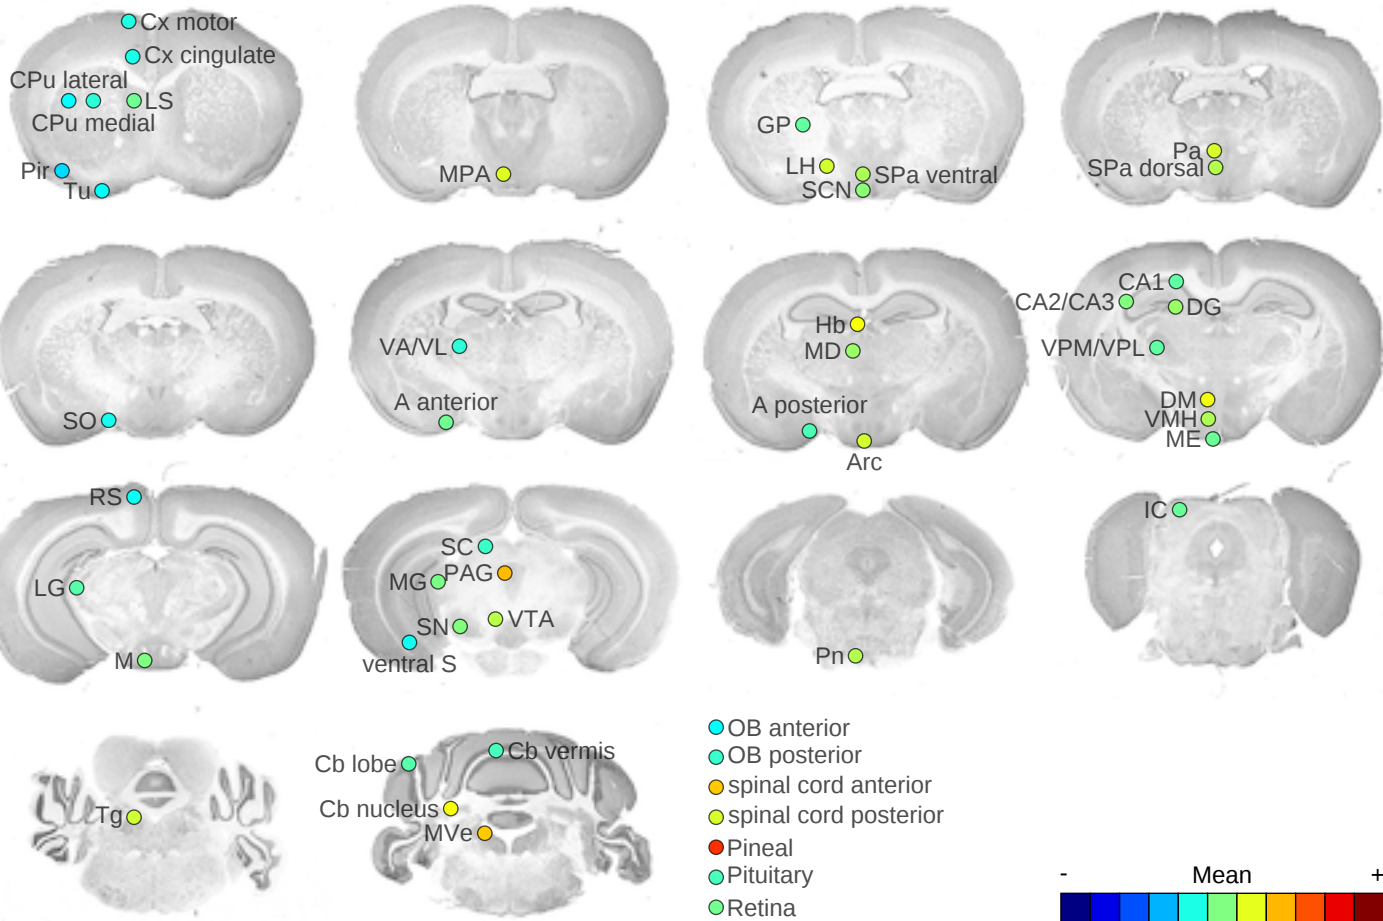 Cx motor
Cx cingulate
CPu lateral
LS
CPu medial
Pir
Tu
MPA
GP
LH
SPa ventral
SCN
Pa
SPa dorsal
SO
VA/VL
A anterior
Hb
MD
A posterior
Arc
CA1
CA2/CA3
DG
VPM/VPL
DM
VMH
ME
RS
LG
M
SC
PAG
MG
VTA
SN
ventral S
Pn
IC
Tg
Cb vermis
Cb lobe
Cb nucleus
MVe
OB anterior
OB posterior
spinal cord anterior
spinal cord posterior
Pineal
Pituitary
Retina
- Mean +